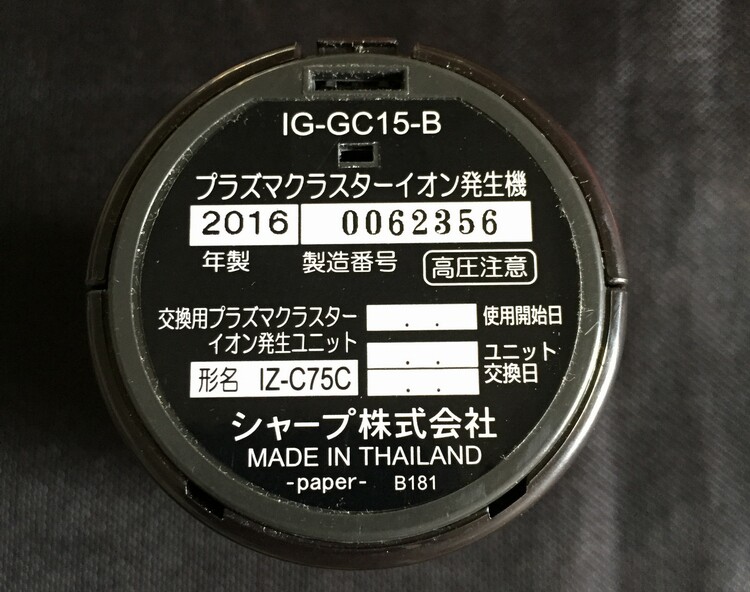 IG-GC15-B
プラズマクラスターイオン発生機
2016 0062356
年製 製造番号 高圧注意
交換用プラズマクラスター
イオン発生ユニット
形名 IZ-C75C
. . 使用開始日
. . ユニット
. . 交換日
シャープ株式会社
MADE IN THAILAND
-paper- B181